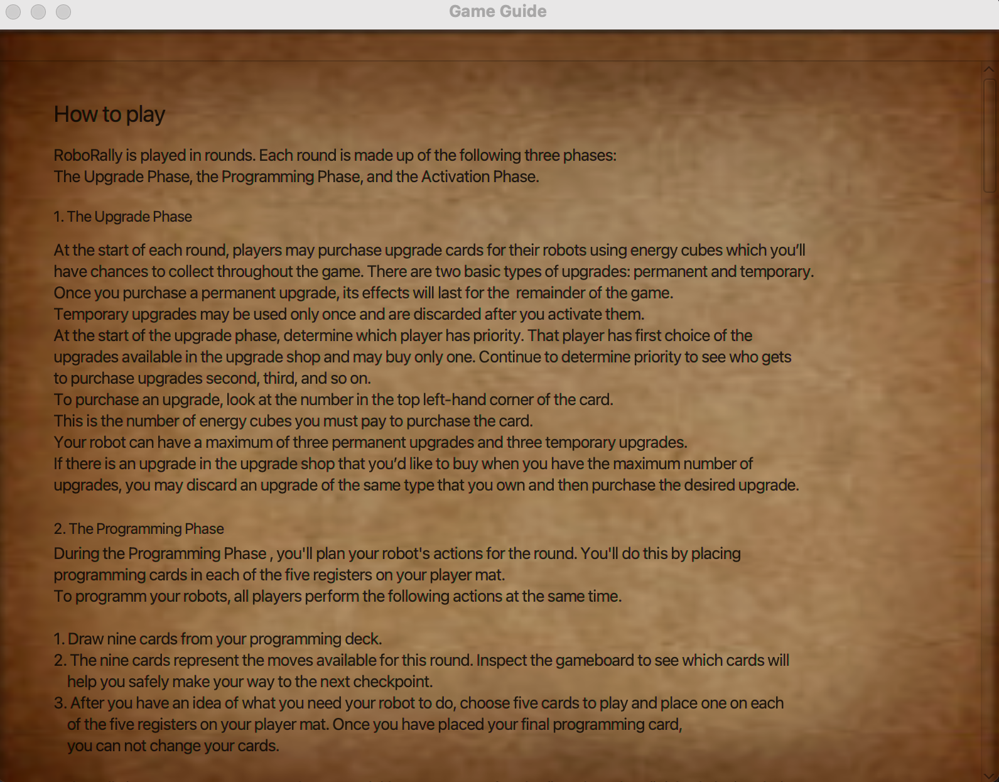 Game Guide
How to play
RoboRally is played in rounds. Each round is made up of the following three phases:
The Upgrade Phase, the Programming Phase, and the Activation Phase.
1. The Upgrade Phase
At the start of each round, players may purchase upgrade cards for their robots using energy cubes which you’ll
have chances to collect throughout the game. There are two basic types of upgrades: permanent and temporary.
Once you purchase a permanent upgrade, its effects will last for the  remainder of the game.
Temporary upgrades may be used only once and are discarded after you activate them.
At the start of the upgrade phase, determine which player has priority. That player has first choice of the
upgrades available in the upgrade shop and may buy only one. Continue to determine priority to see who gets
to purchase upgrades second, third, and so on.
To purchase an upgrade, look at the number in the top left-hand corner of the card.
This is the number of energy cubes you must pay to purchase the card.
Your robot can have a maximum of three permanent upgrades and three temporary upgrades.
If there is an upgrade in the upgrade shop that you’d like to buy when you have the maximum number of
upgrades, you may discard an upgrade of the same type that you own and then purchase the desired upgrade.
2. The Programming Phase
During the Programming Phase , you'll plan your robot's actions for the round. You'll do this by placing
programming cards in each of the five registers on your player mat.
To programm your robots, all players perform the following actions at the same time.
1. Draw nine cards from your programming deck.
2. The nine cards represent the moves available for this round. Inspect the gameboard to see which cards will
help you safely make your way to the next checkpoint.
3. After you have an idea of what you need your robot to do, choose five cards to play and place one on each
of the five registers on your player mat. Once you have placed your final programming card,
you can not change your cards.